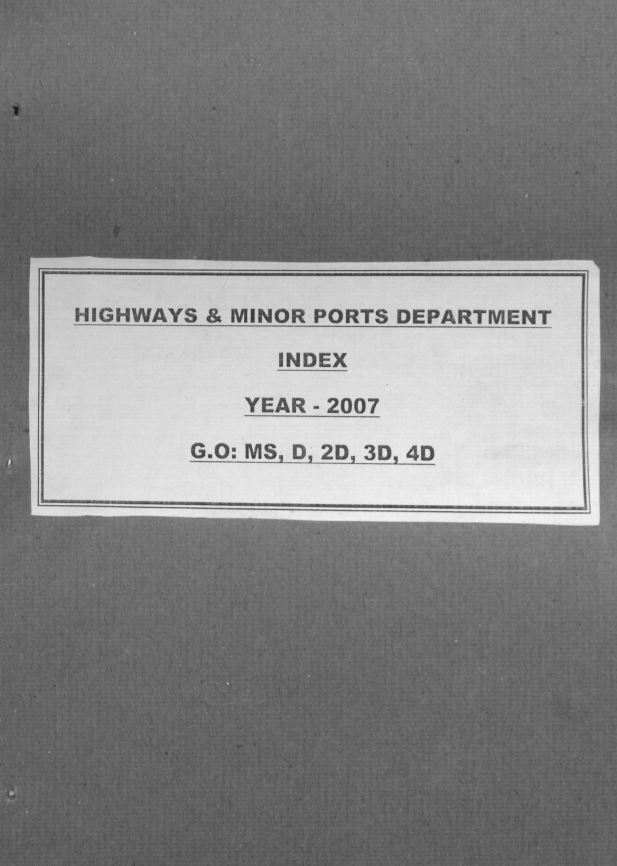 HIGHWAYS & MINOR PORTS DEPARTMENT
INDEX
YEAR - 2007
G.O: MS, D, 2D, 3D, 4D